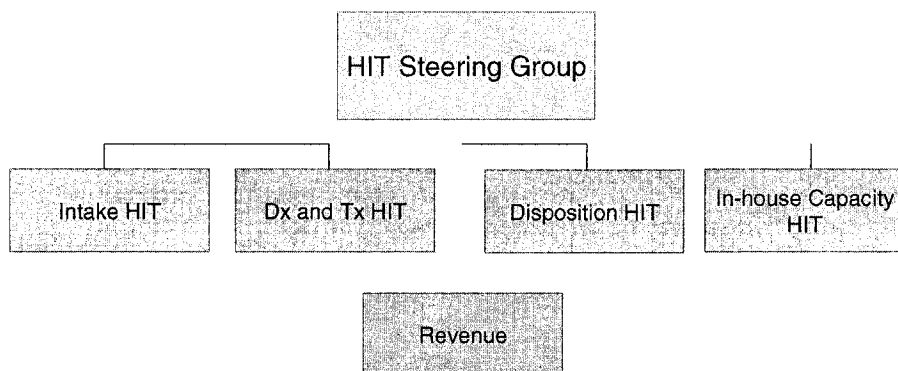 HIT Steering Group
Intake HIT
Dx and Tx HIT
Disposition HIT
In-house Capacity
HIT
Revenue